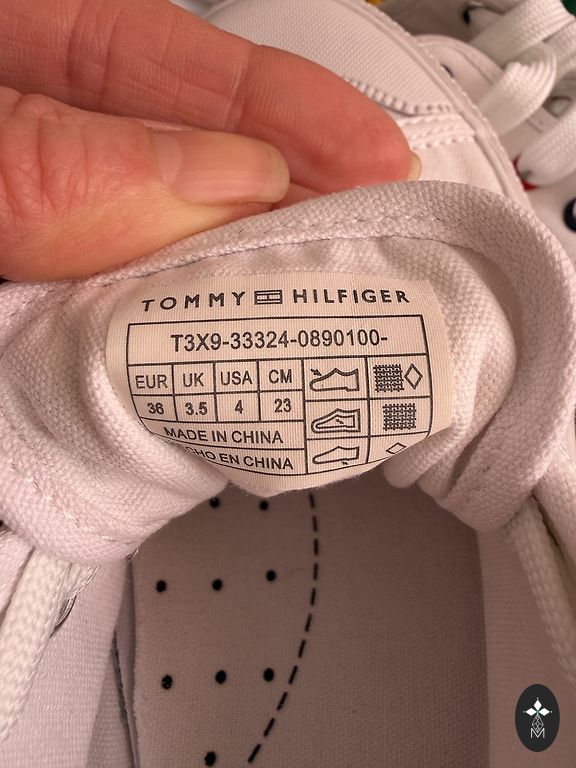 TOMMY HILFIGER
T3X9-33324-0890100-
EUR UK USA CM
36 3.5 4 23
MADE IN CHINA
CHO EN CHINA
M